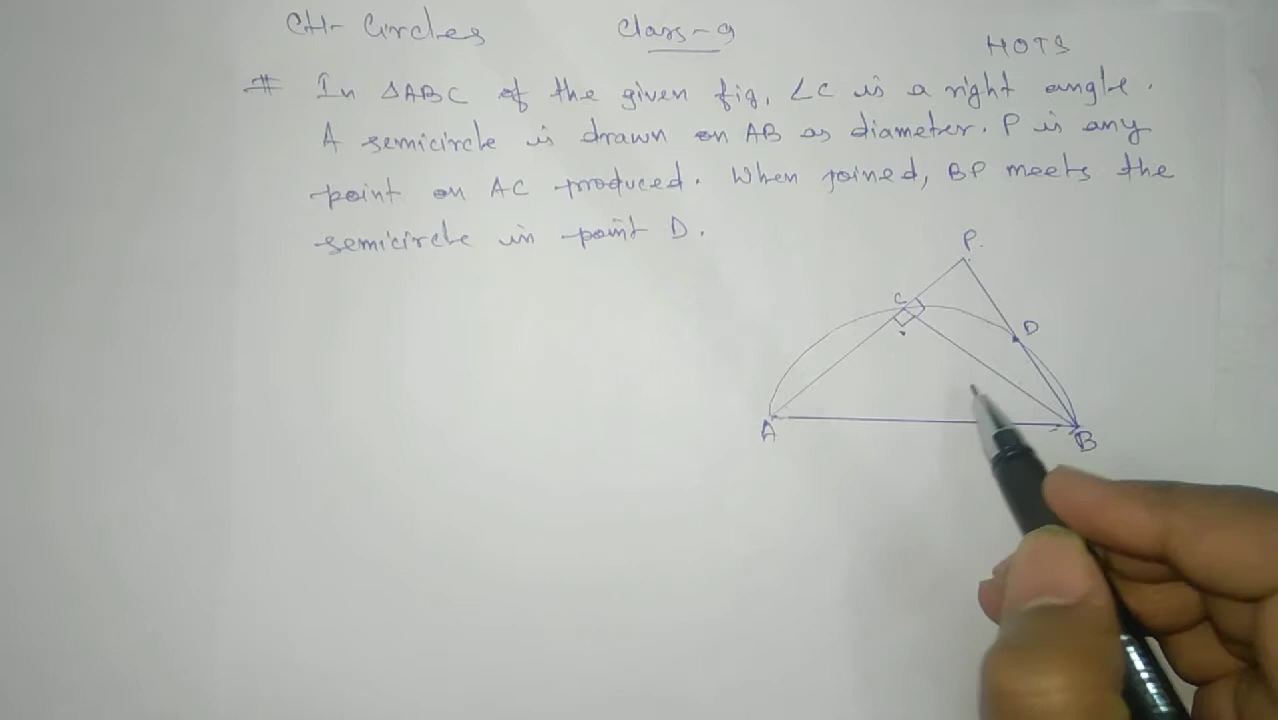 CH- Circles Class-9
HOTS
# In △ABC of the given fig, ∠C is a right angle.
A semicircle is drawn on AB as diameter. P is any
point on AC produced. When joined, BP meets the
semicircle in point D.
P.
C
D
A
B